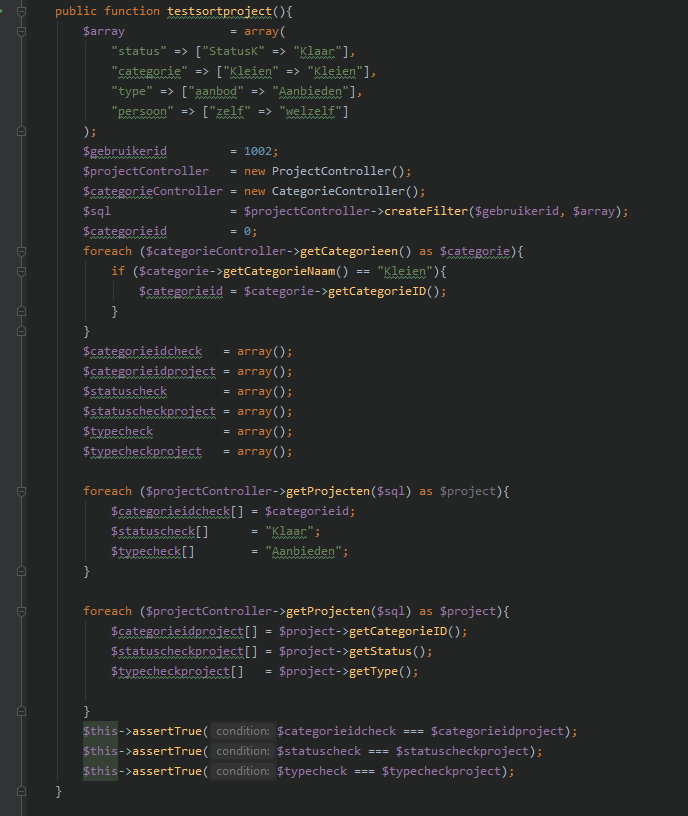 public function testsortproject(){
$array = array(
"status" => ["StatusK" => "Klaar"],
"categorie" => ["Kleien" => "Kleien"],
"type" => ["aanbod" => "Aanbieden"],
"persoon" => ["zelf" => "welzelf"]
);
$gebruikerid = 1002;
$projectController = new ProjectController();
$categorieController = new CategorieController();
$sql = $projectController->createFilter($gebruikerid, $array);
$categorieid = 0;
foreach ($categorieController->getCategorieen() as $categorie){
if ($categorie->getCategorieNaam() == "Kleien"){
$categorieid = $categorie->getCategorieID();
}
}
$categorieidcheck = array();
$categorieidproject = array();
$statuscheck = array();
$statuscheckproject = array();
$typecheck = array();
$typecheckproject = array();
foreach ($projectController->getProjecten($sql) as $project){
$categorieidcheck[] = $categorieid;
$statuscheck[] = "Klaar";
$typecheck[] = "Aanbieden";
}
foreach ($projectController->getProjecten($sql) as $project){
$categorieidproject[] = $project->getCategorieID();
$statuscheckproject[] = $project->getStatus();
$typecheckproject[] = $project->getType();
}
$this->assertTrue( condition: $categorieidcheck === $categorieidproject);
$this->assertTrue( condition: $statuscheck === $statuscheckproject);
$this->assertTrue( condition: $typecheck === $typecheckproject);
}